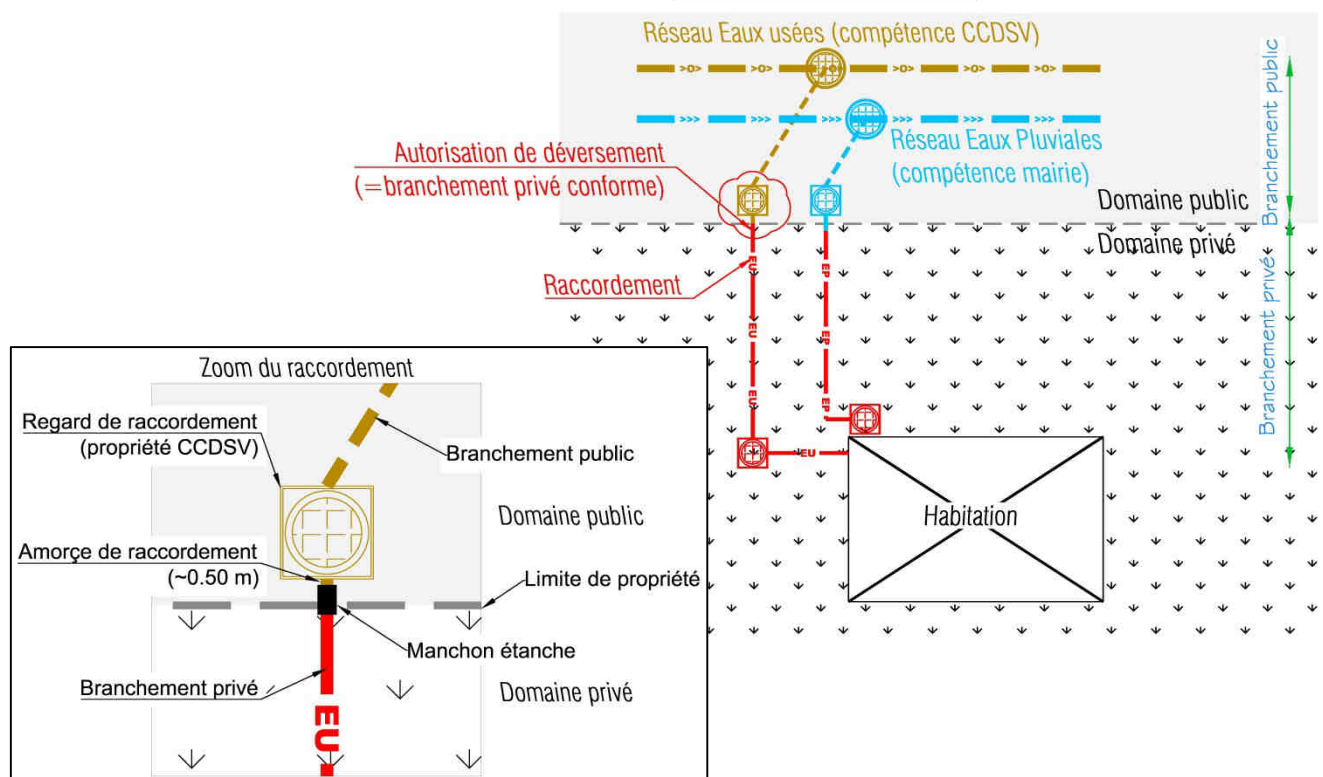 Réseau Eaux usées (compétence CCDSV)
>O> >O> >O> >O> >O> >O>
>>> >>> >>> >>> >>> >>>
Réseau Eaux Pluviales
(compétence mairie)
Autorisation de déversement
(=branchement privé conforme)
Domaine public
Domaine privé
Branchement public
Branchement privé
Raccordement
EU
EP
EU
EP
EU
EP
EU
Habitation
Zoom du raccordement
Regard de raccordement
(propriété CCDSV)
Branchement public
Domaine public
Amorçe de raccordement
(~0.50 m)
Limite de propriété
Manchon étanche
Branchement privé
Domaine privé
EU